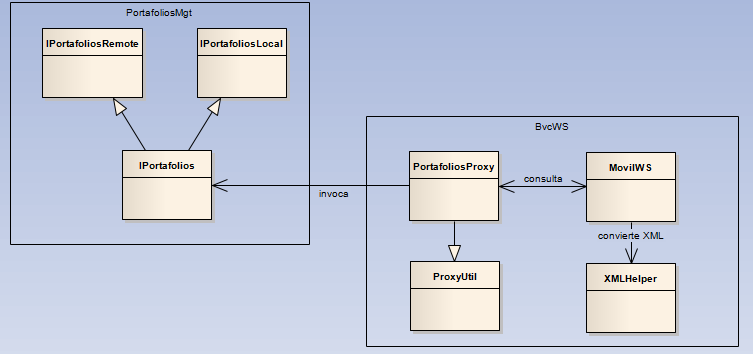 PortafoliosMgt
IPortafoliosRemote
IPortafoliosLocal
IPortafolios
invoca
BvcWS
PortafoliosProxy
consulta
MovilWS
convierte XML
ProxyUtil
XMLHelper